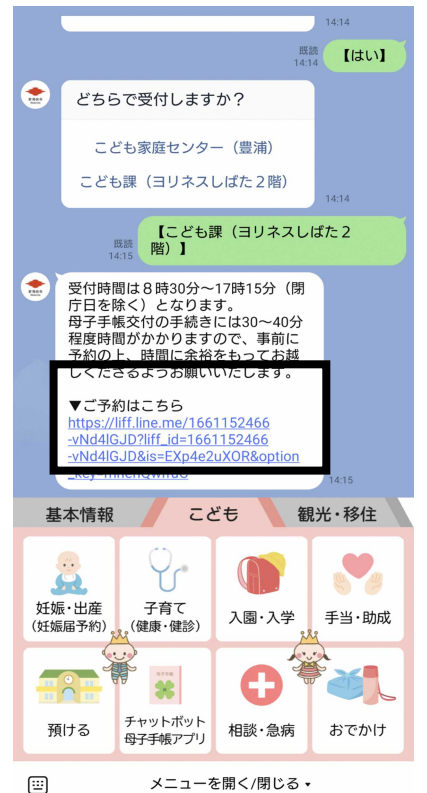 14:14
既読
14:14
【はい】
どちらで受付しますか？
こども家庭センター（豊浦）
こども課（ヨリネスしばた２階）
14:14
既読
14:15
【こども課（ヨリネスしばた２
階）】
受付時間は８時30分～17時15分（閉
庁日を除く）となります。
母子手帳交付の手続きには30～40分
程度時間がかかりますので、事前に
予約の上、時間に余裕をもってお越
しくださるようお願いいたします。
▼ご予約はこちら
https://liff.line.me/1661152466
-vNd4lGJD?liff_id=1661152466
-vNd4lGJD&is=EXp4e2uXOR&option
14:15
基本情報
こども
観光・移住
妊娠・出産
（妊娠届予約）
子育て
（健康・健診）
入園・入学
手当・助成
預ける
チャットボット
母子手帳アプリ
相談・急病
おでかけ
メニューを開く/閉じる